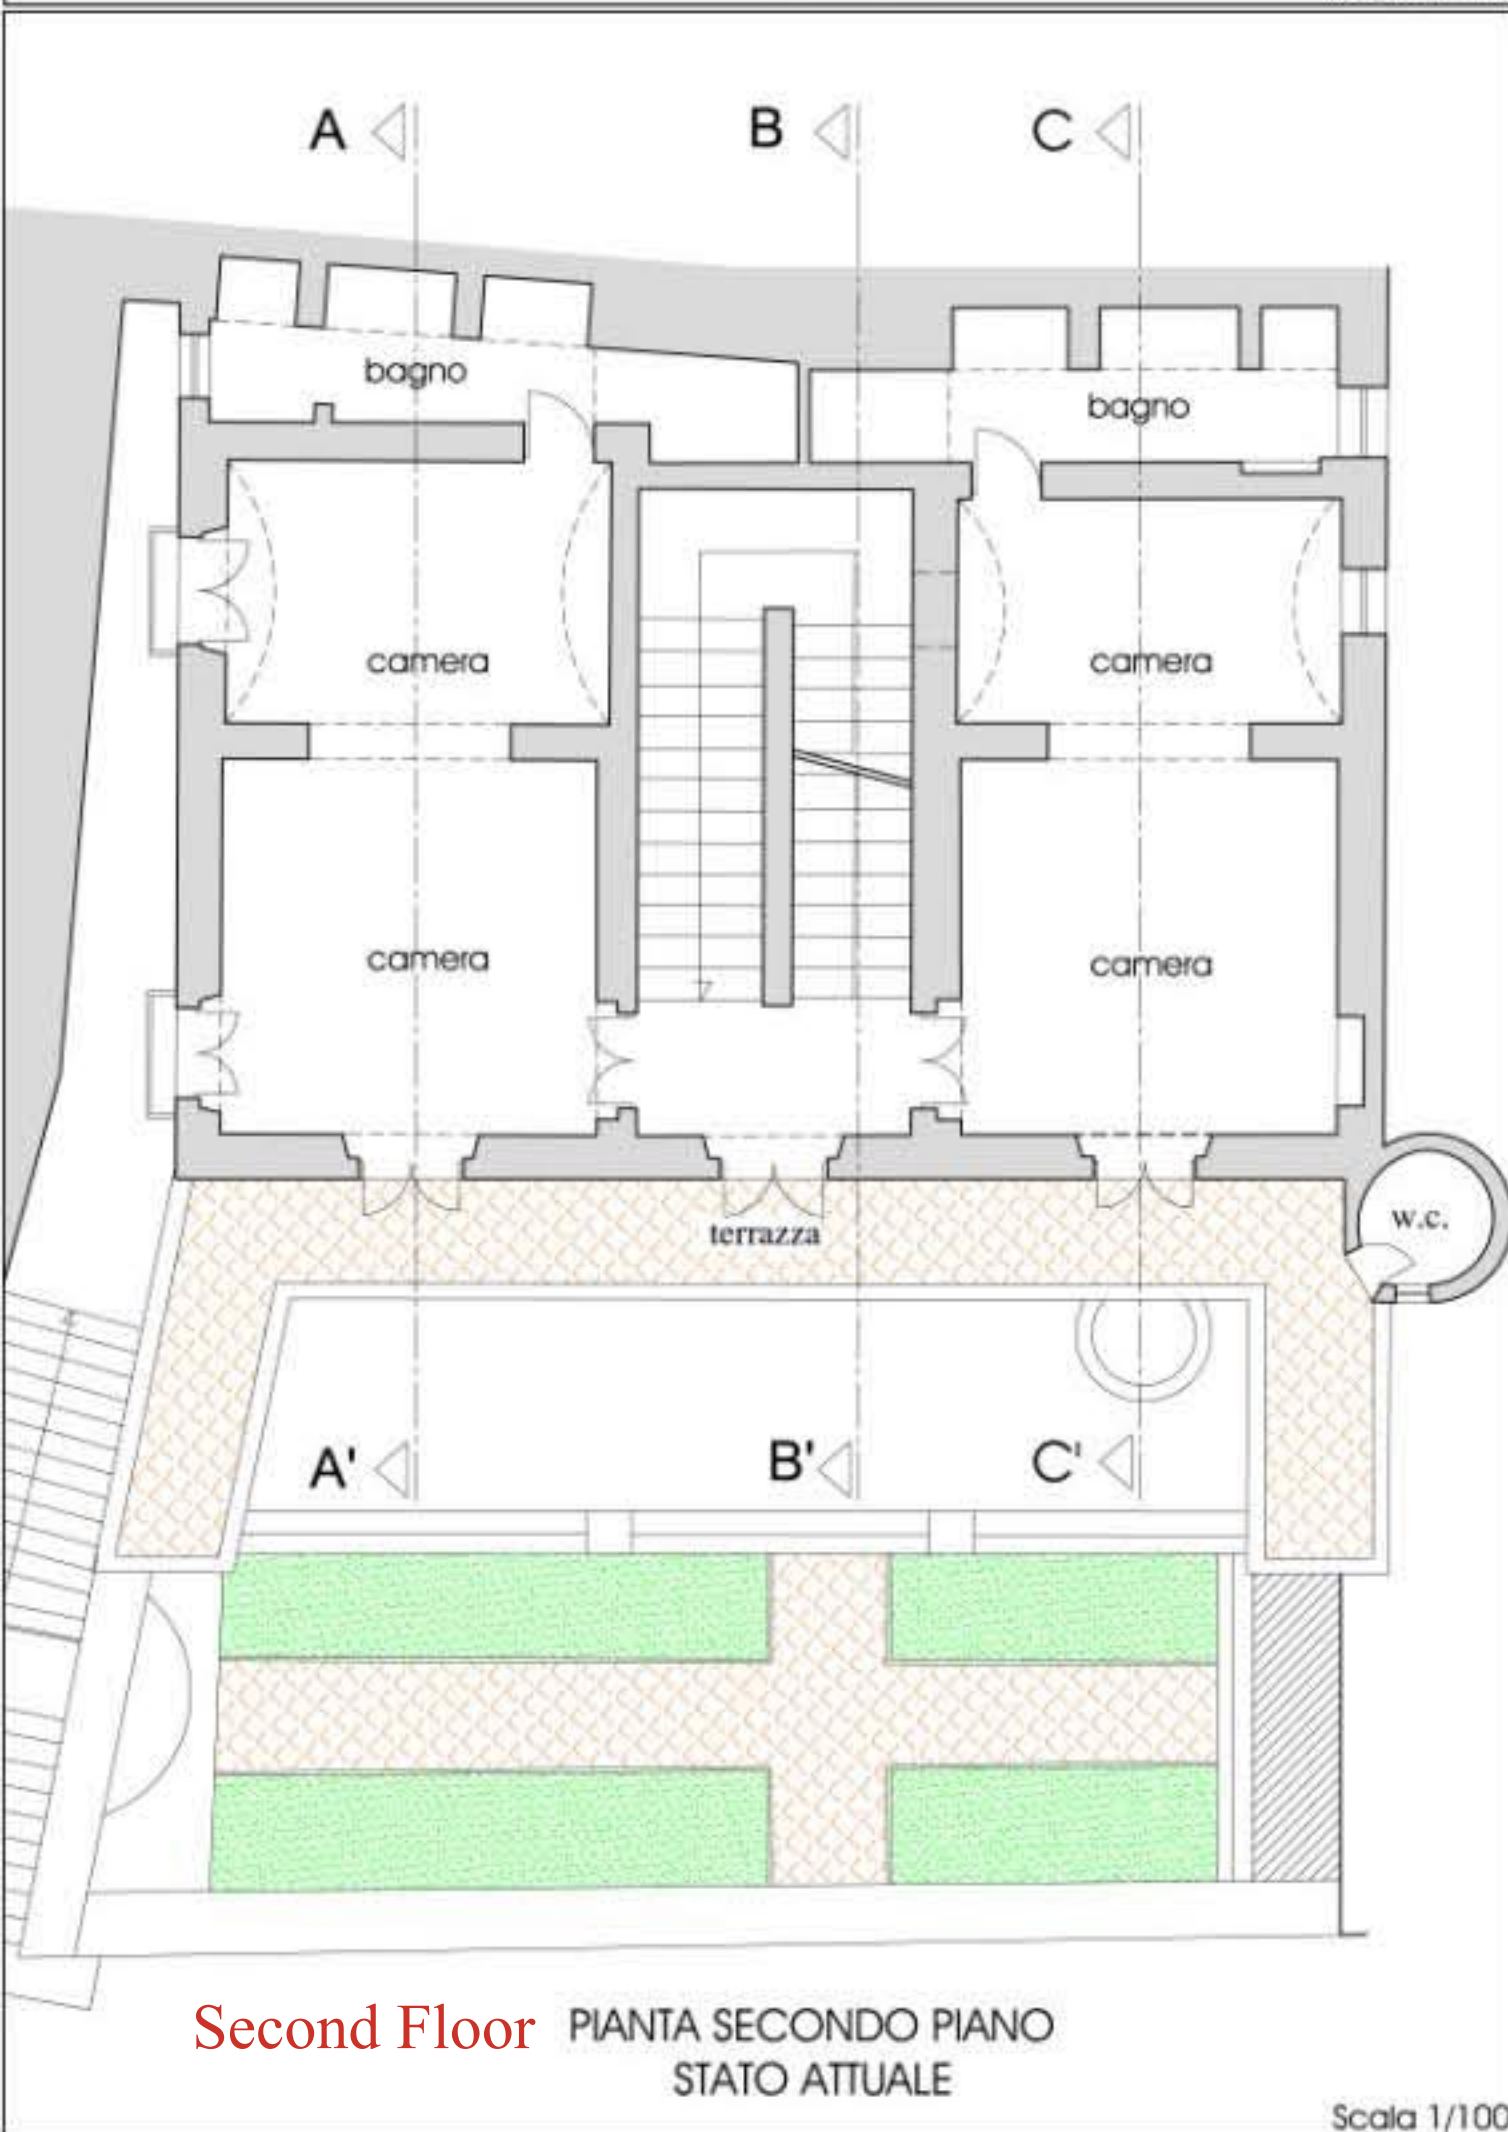 A
B
C
bagno
bagno
camera
camera
camera
camera
terrazza
w.c.
A'
B'
C'
Second Floor
PIANTA SECONDO PIANO
STATO ATTUALE
Scala 1/100